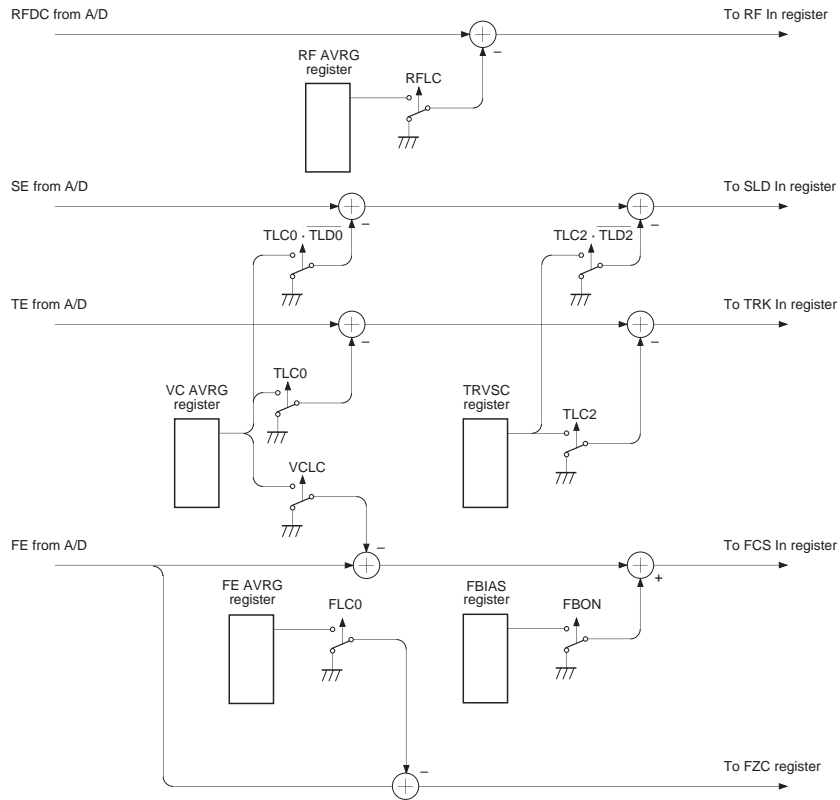 RFDC from A/D
To RF In register
RF AVRG
register
RFLC
–
SE from A/D
To SLD In register
TLC0 · T̅L̅D̅0̅
–
TLC2 · T̅L̅D̅2̅
–
TE from A/D
To TRK In register
–
–
VC AVRG
register
TLC0
TRVSC
register
TLC2
VCLC
FE from A/D
–
To FCS In register
+
FE AVRG
register
FLC0
FBIAS
register
FBON
–
To FZC register